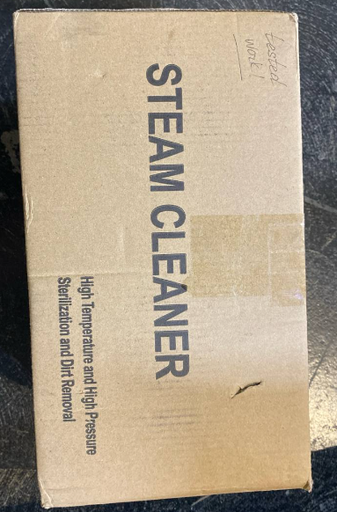 tested
work!
STEAM CLEANER
High Temperature and High Pressure
Sterilization and Dirt Removal